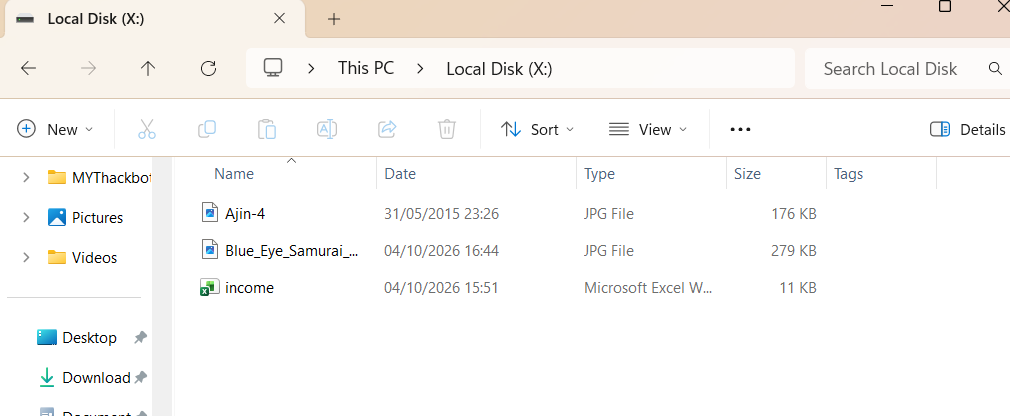 Local Disk (X:)
This PC > Local Disk (X:)
Search Local Disk
New
Sort
View
Details
MYThackbot
Pictures
Videos
Desktop
Download
Name Date Type Size Tags
Ajin-4 31/05/2015 23:26 JPG File 176 KB
Blue_Eye_Samurai_... 04/10/2026 16:44 JPG File 279 KB
income 04/10/2026 15:51 Microsoft Excel W... 11 KB